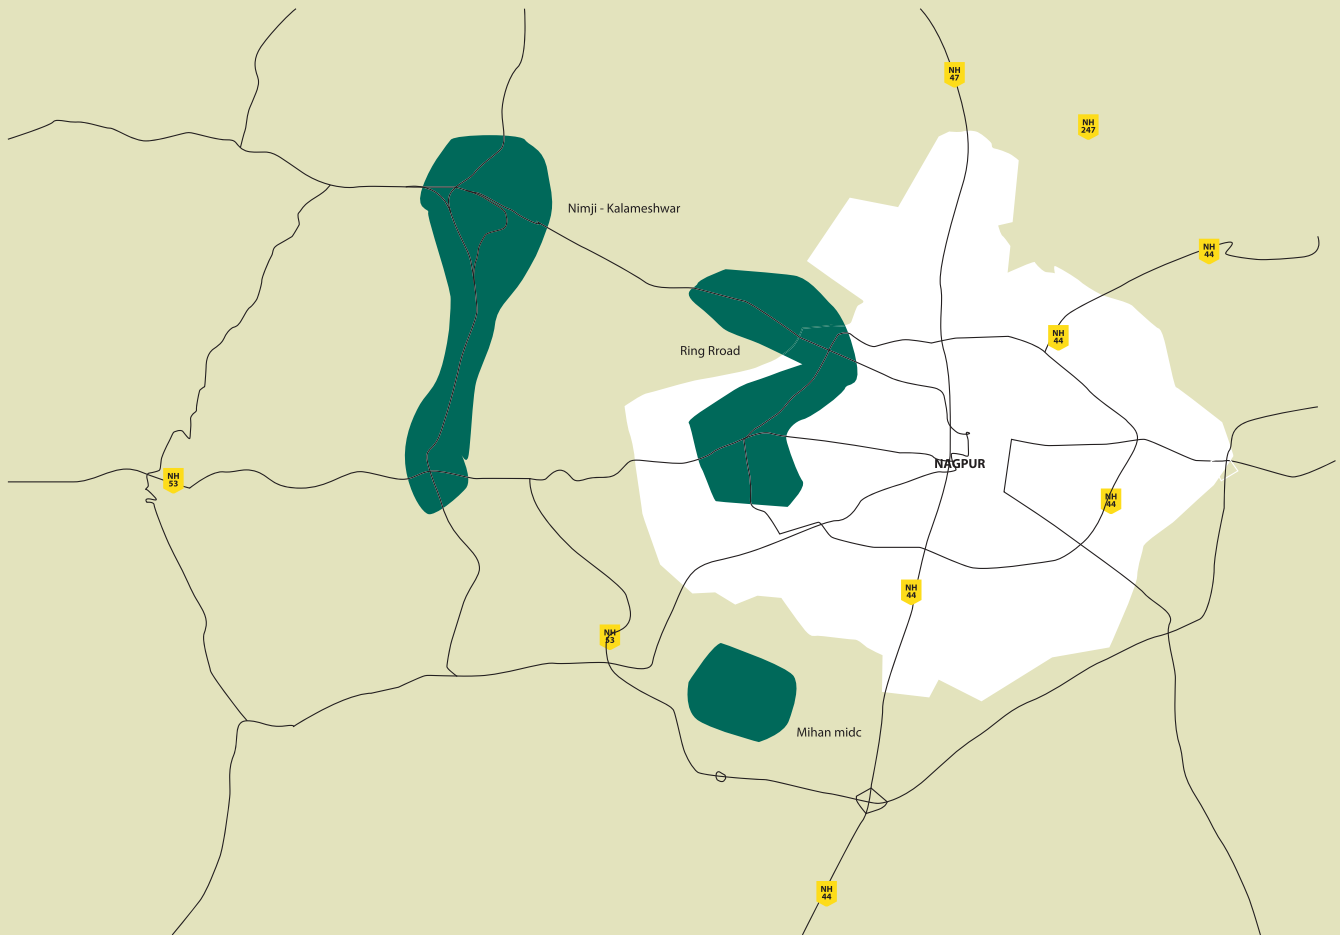 NH
47
NH
247
Nimji - Kalameshwar
NH
44
NH
44
Ring Rroad
NAGPUR
NH
53
NH
44
NH
44
NH
53
Mihan midc
NH
44